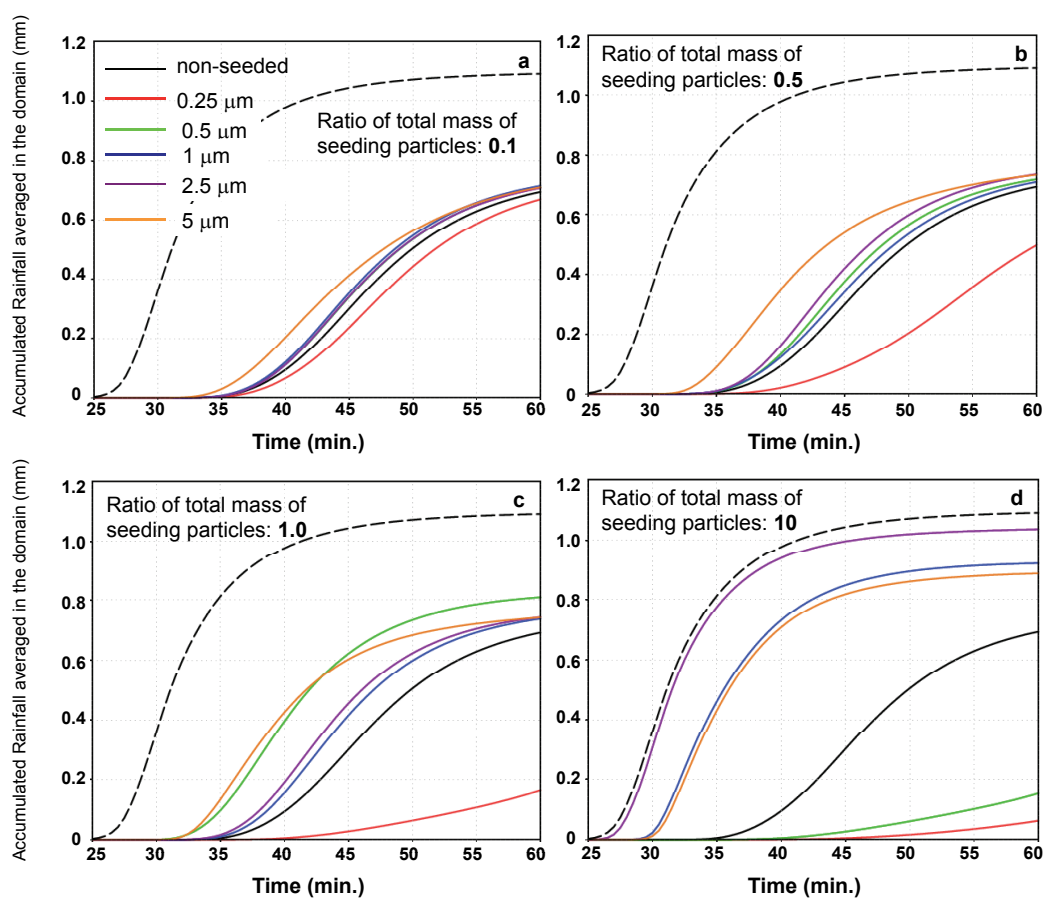 Accumulated Rainfall averaged in the domain (mm)
1.2
1.0
0.8
0.6
0.4
0.2
0
non-seeded
0.25 µm
0.5 µm
1 µm
2.5 µm
5 µm
a
Ratio of total mass of
seeding particles: 0.1
25 30 35 40 45 50 55 60
Time (min.)
1.2
1.0
0.8
0.6
0.4
0.2
0
Ratio of total mass of
seeding particles: 0.5
b
25 30 35 40 45 50 55 60
Time (min.)
Accumulated Rainfall averaged in the domain (mm)
1.2
1.0
0.8
0.6
0.4
0.2
0
Ratio of total mass of
seeding particles: 1.0
c
25 30 35 40 45 50 55 60
Time (min.)
1.2
1.0
0.8
0.6
0.4
0.2
0
Ratio of total mass of
seeding particles: 10
d
25 30 35 40 45 50 55 60
Time (min.)